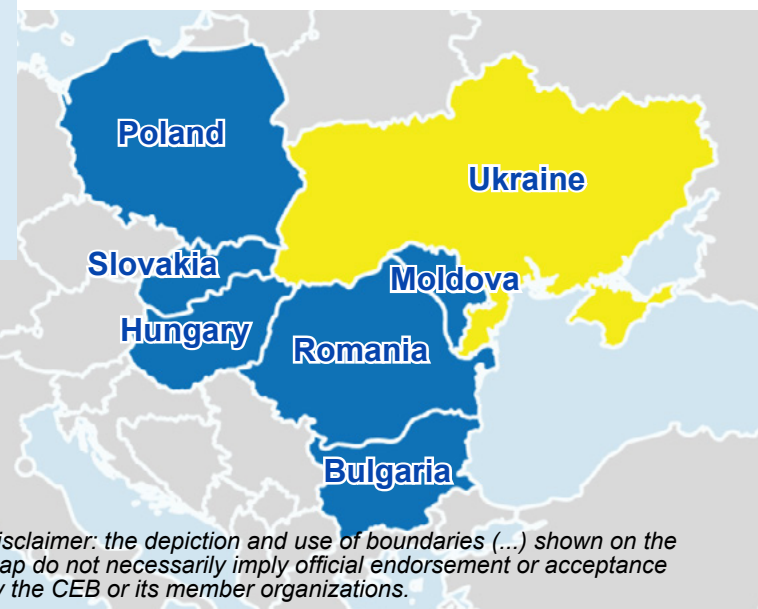 Poland
Ukraine
Slovakia
Moldova
Hungary
Romania
Bulgaria
isclaimer: the depiction and use of boundaries (...) shown on the
ap do not necessarily imply official endorsement or acceptance
y the CEB or its member organizations.